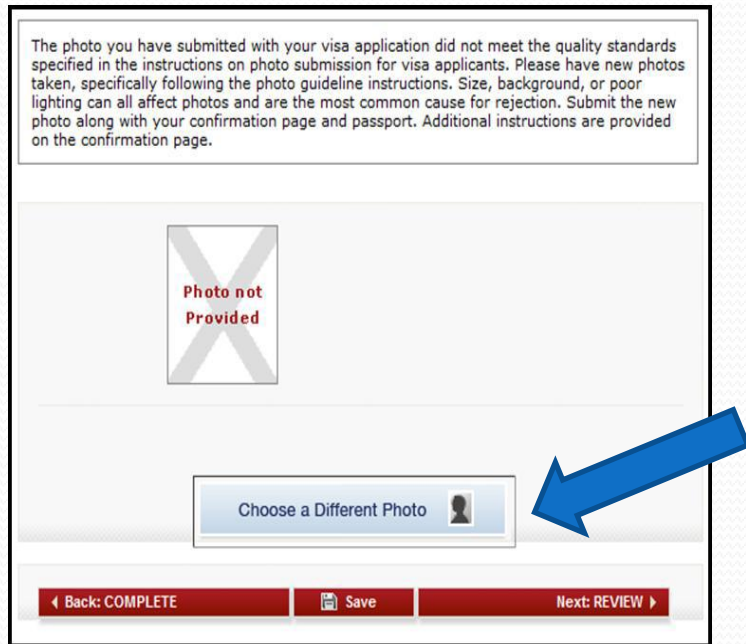 The photo you have submitted with your visa application did not meet the quality standards
specified in the instructions on photo submission for visa applicants. Please have new photos
taken, specifically following the photo guideline instructions. Size, background, or poor
lighting can all affect photos and are the most common cause for rejection. Submit the new
photo along with your confirmation page and passport. Additional instructions are provided
on the confirmation page.
Photo not
Provided
Choose a Different Photo
Back: COMPLETE
Save
Next: REVIEW